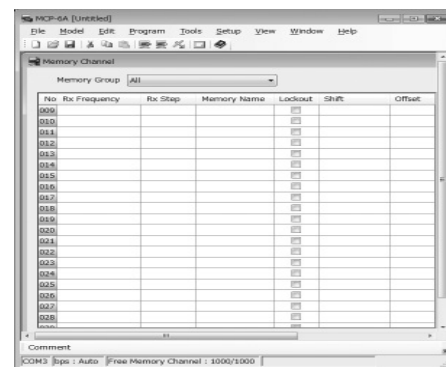 MCP-6A [Untitled]
File Model Edit Program Tools Setup View Window Help
Memory Channel
Memory Group All
No Rx Frequency Rx Step Memory Name Lockout Shift Offset
009
010
011
012
013
014
015
016
017
018
019
020
021
022
023
024
025
026
027
028
Comment
COM3 bps : Auto Free Memory Channel : 1000/1000